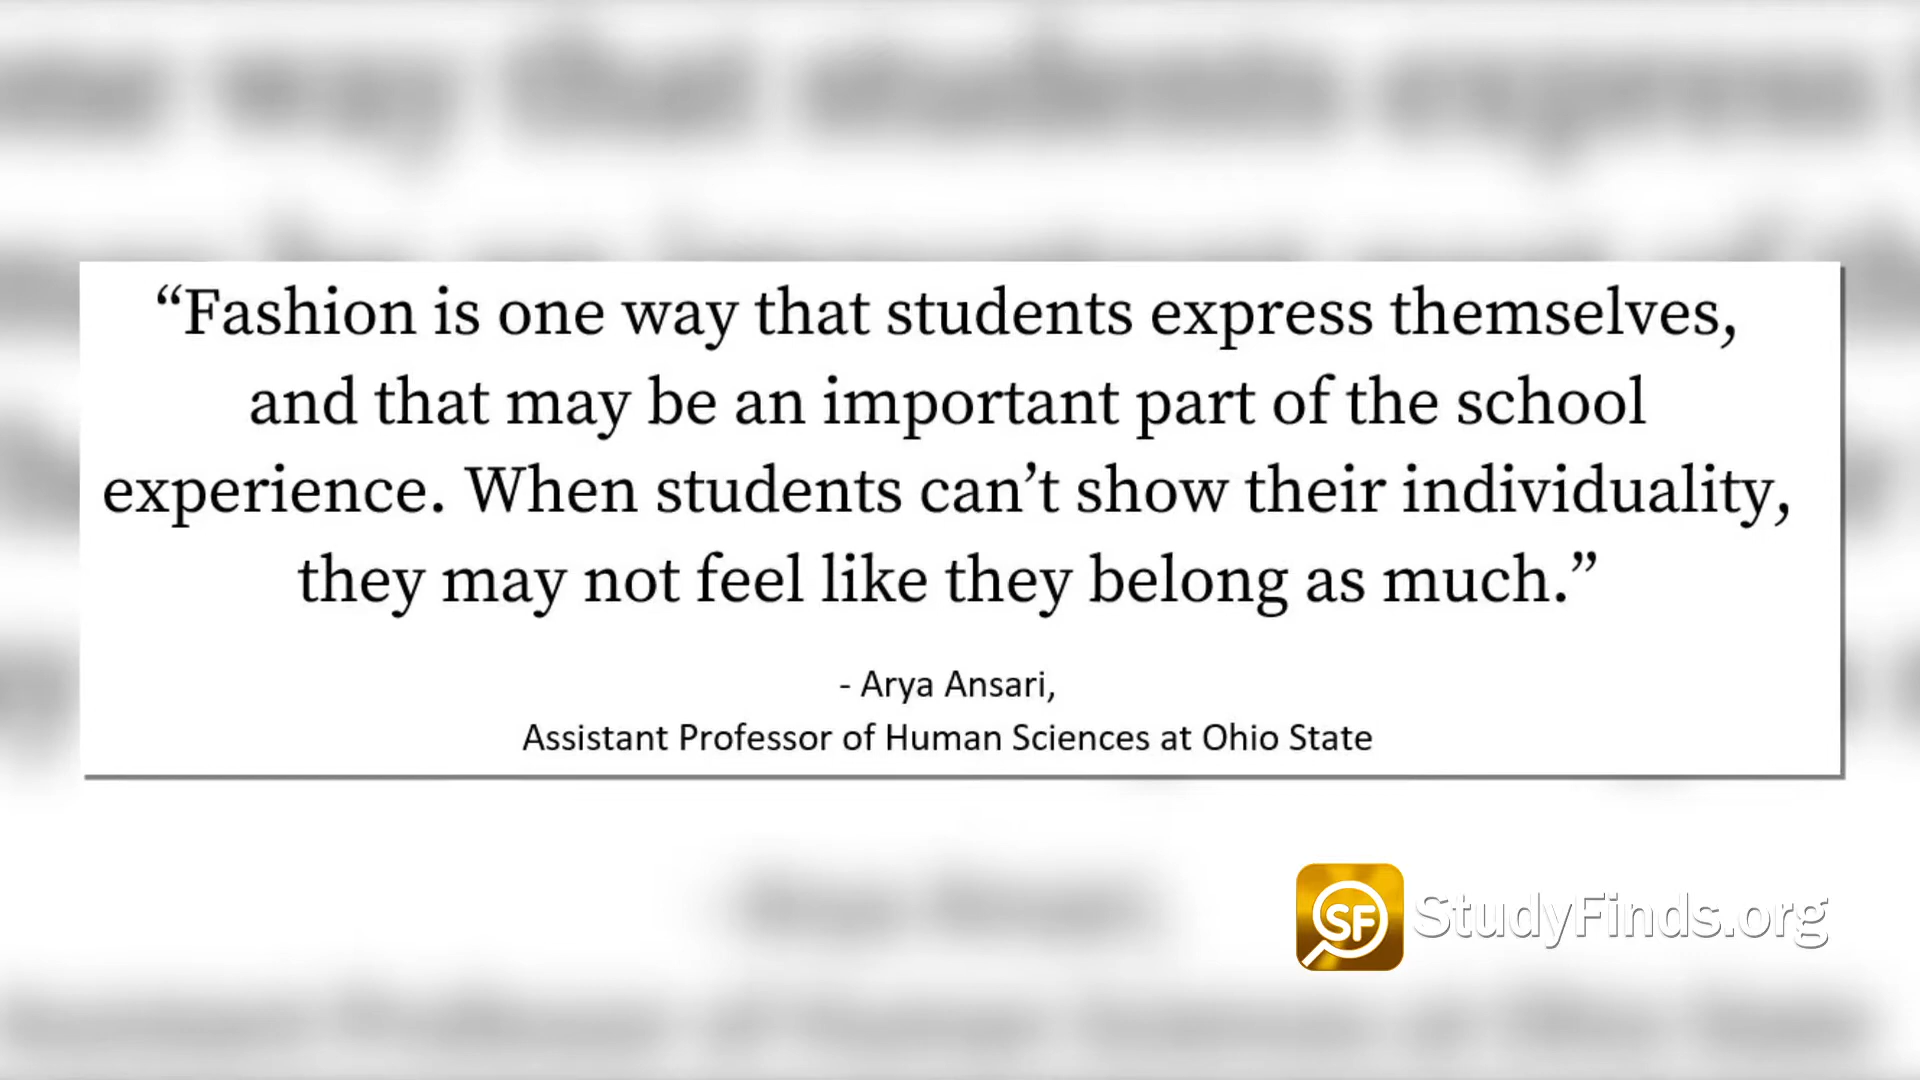 “Fashion is one way that students express themselves,
and that may be an important part of the school
experience. When students can’t show their individuality,
they may not feel like they belong as much.”
- Arya Ansari,
Assistant Professor of Human Sciences at Ohio State
SF StudyFinds.org